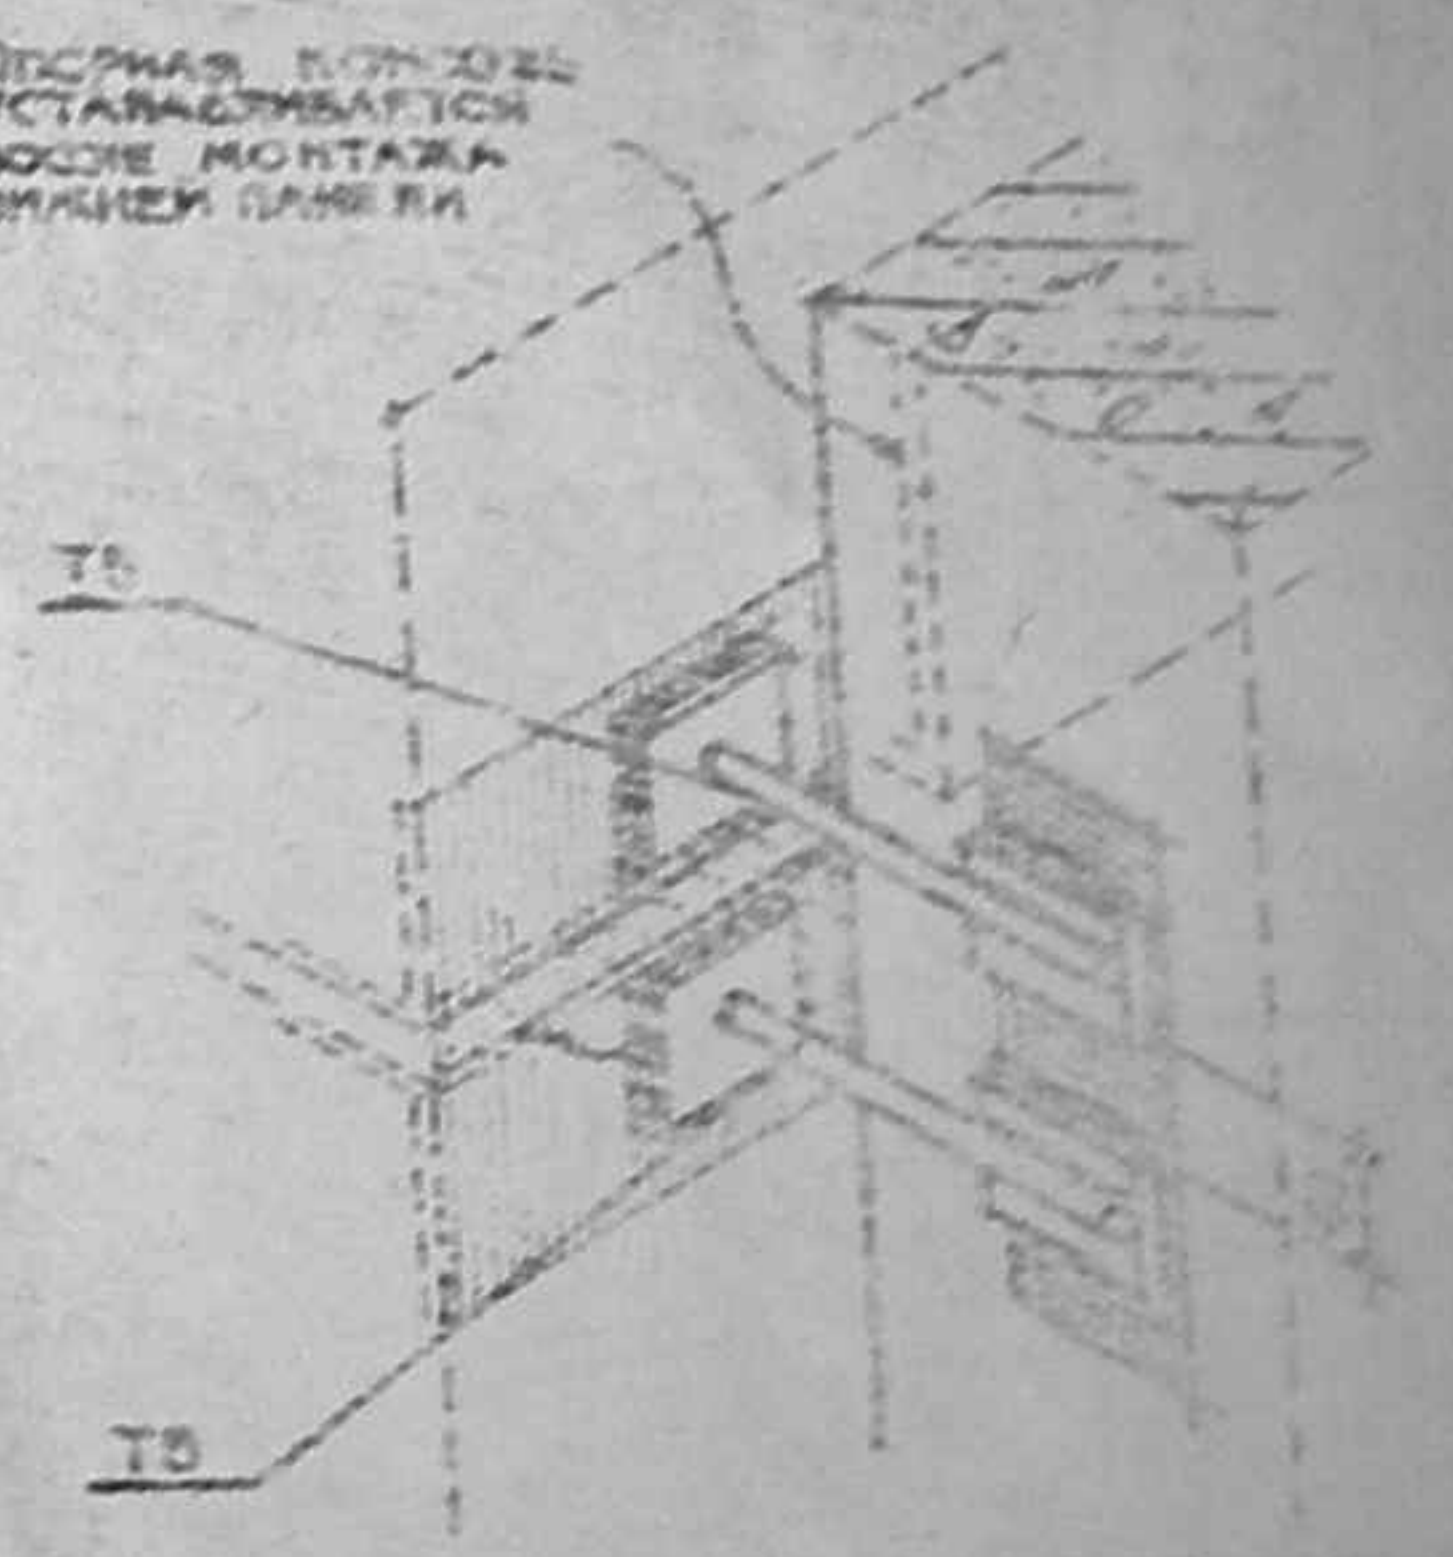 ОПОРНАЯ КОНСОЛЬ
УСТАНАВЛИВАЕТСЯ
ПОСЛЕ МОНТАЖА
НИЖНЕЙ ПАНЕЛИ
Т5
Т5